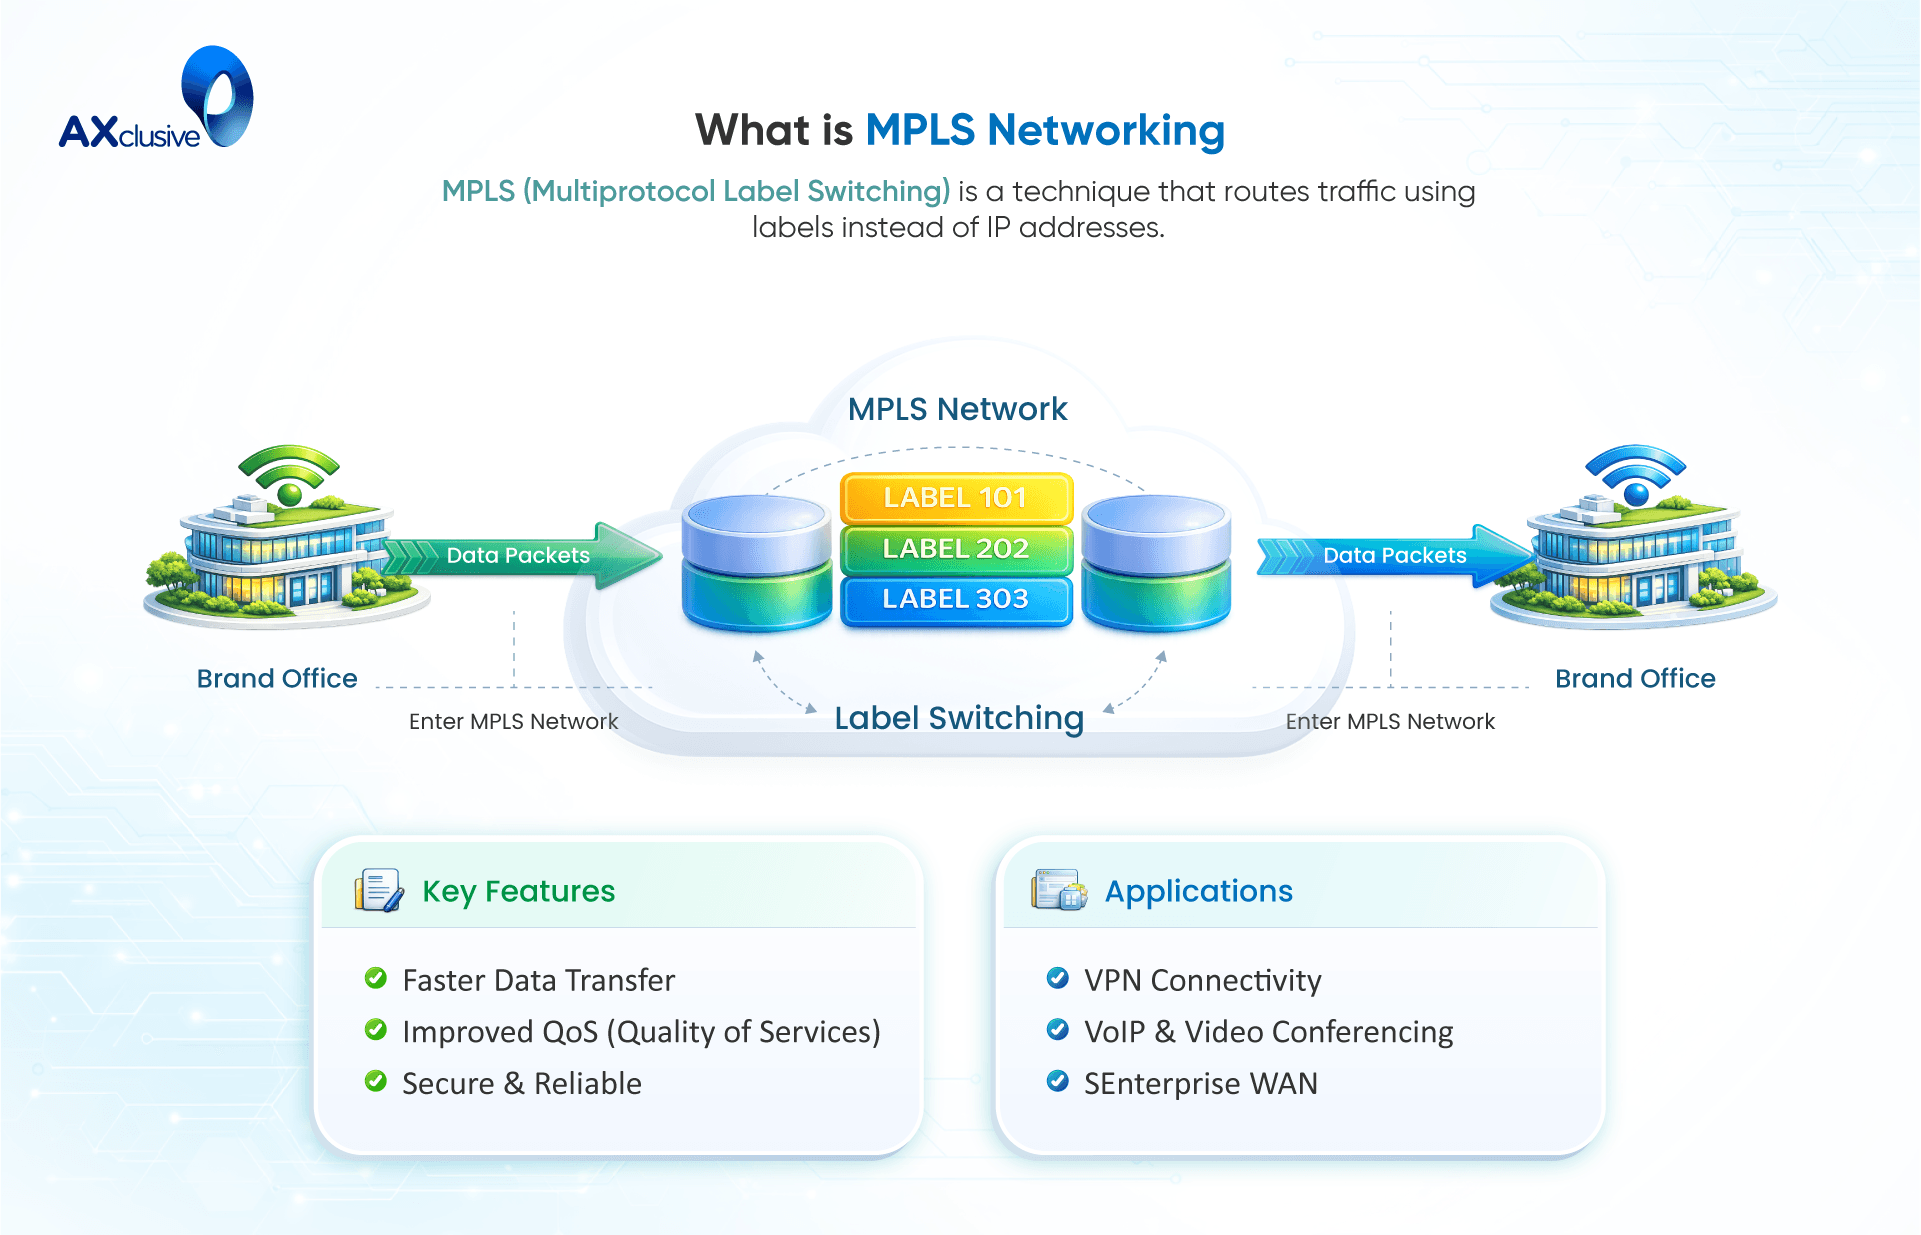 AXclusive
What is MPLS Networking
MPLS (Multiprotocol Label Switching) is a technique that routes traffic using
labels instead of IP addresses.
MPLS Network
LABEL 101
LABEL 202
LABEL 303
Data Packets
Data Packets
Brand Office
Enter MPLS Network
Label Switching
Enter MPLS Network
Brand Office
Key Features
Faster Data Transfer
Improved QoS (Quality of Services)
Secure & Reliable
Applications
VPN Connectivity
VoIP & Video Conferencing
SEnterprise WAN